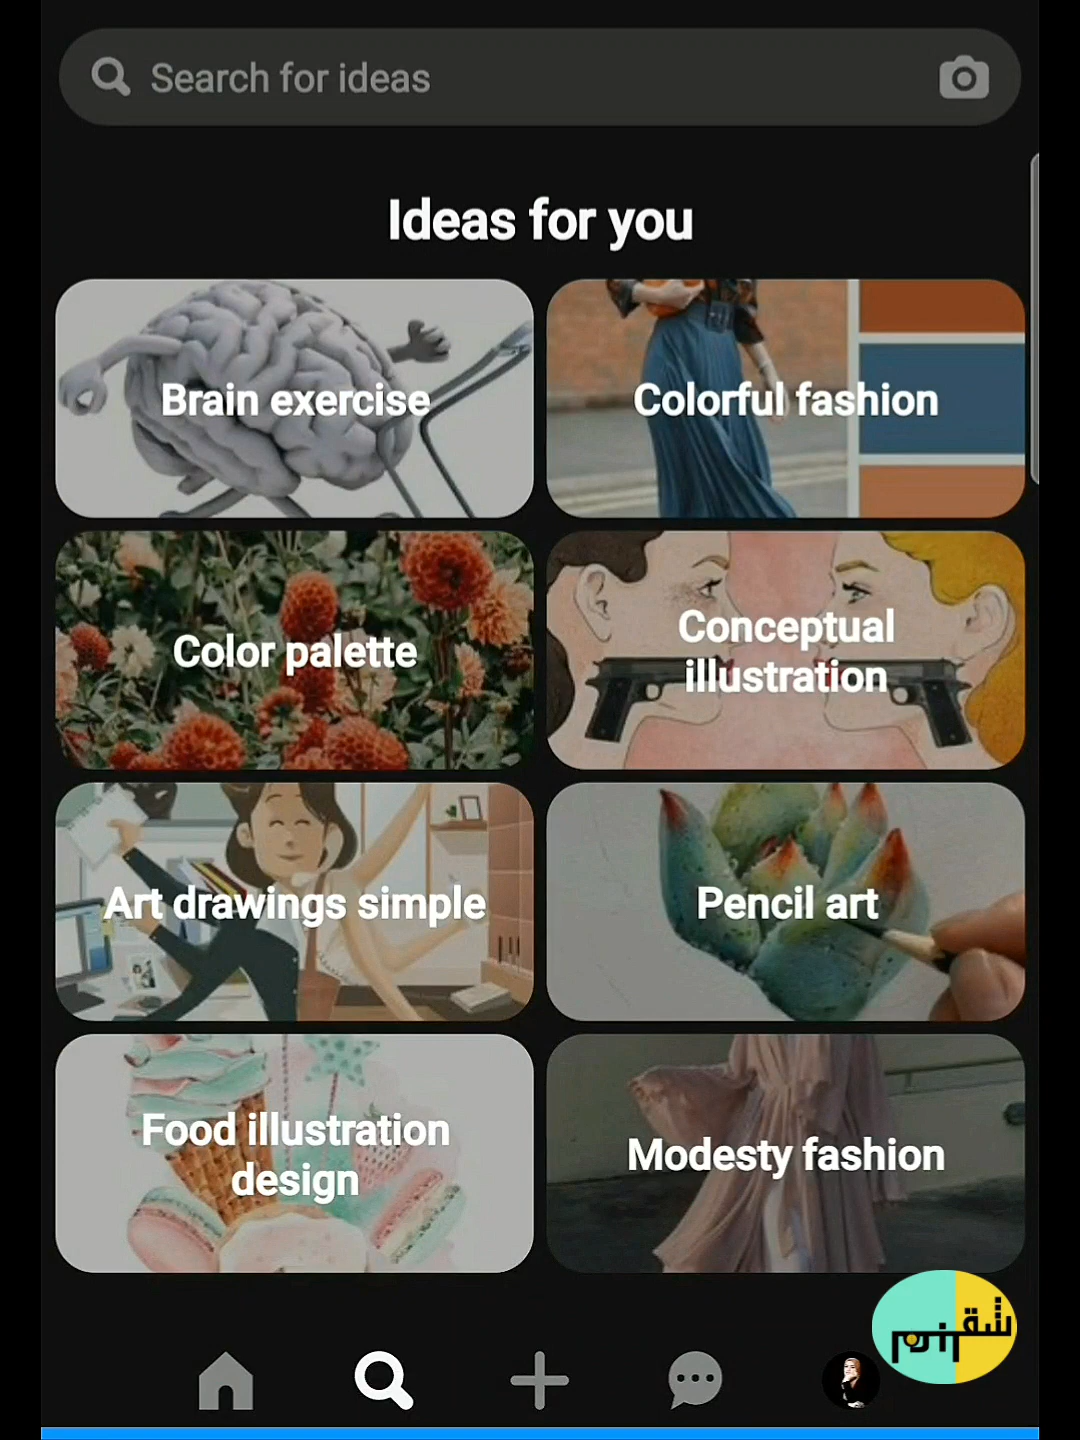 Search for ideas
Ideas for you
Brain exercise
Colorful fashion
Color palette
Conceptual
illustration
Art drawings simple
Pencil art
Food illustration
design
Modesty fashion